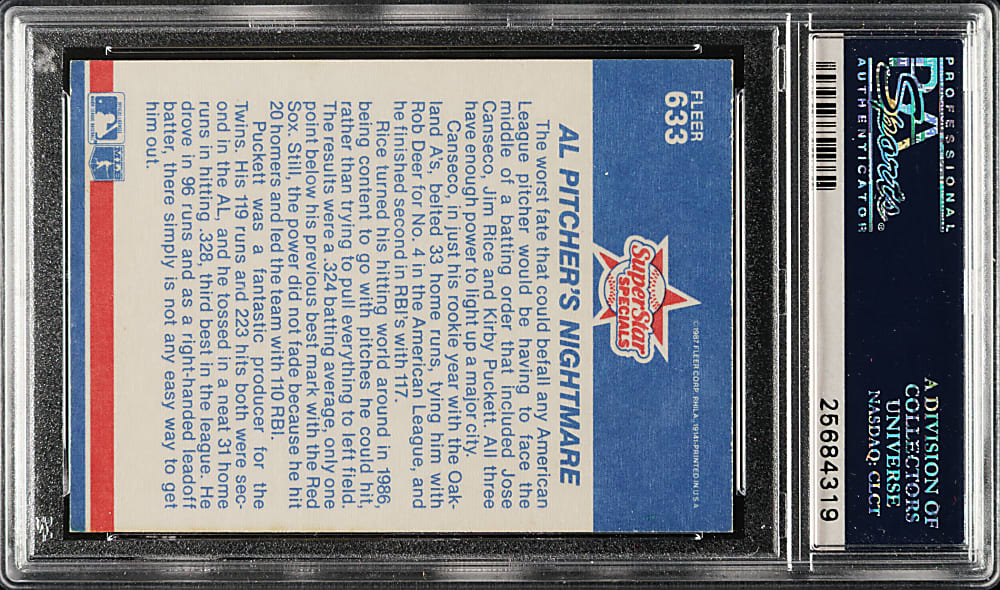 PROFESSIONAL
PSA
Sports
AUTHENTICATOR®
A DIVISION OF
COLLECTORS
UNIVERSE
NASDAQ: CLCT
25684319
©1987 FLEER CORP. PHILA., 19141-PRINTED IN U.S.A.
FLEER
633
SuperStar
SPECIALS
AL PITCHER'S NIGHTMARE
The worst fate that could befall any American
League pitcher would be having to face the
middle of a batting order that included Jose
Canseco, Jim Rice and Kirby Puckett. All three
have enough power to light up a major city.
Canseco, in just his rookie year with the Oak-
land A's, belted 33 home runs, tying him with
Rob Deer for No. 4 in the American League, and
he finished second in RBI's with 117.
Rice turned his hitting world around in 1986,
being content to go with pitches he could hit,
rather than trying to pull everything to left field.
The results were a .324 batting average, only one
point below his previous best mark with the Red
Sox. Still, the power did not fade because he hit
20 homers and led the team with 110 RBI.
Puckett was a fantastic producer for the
Twins. His 119 runs and 223 hits both were sec-
ond in the AL, and he tossed in a neat 31 home
runs in hitting .328, third best in the league. He
drove in 96 runs and as a right-handed leadoff
batter, there simply is not any easy way to get
him out.